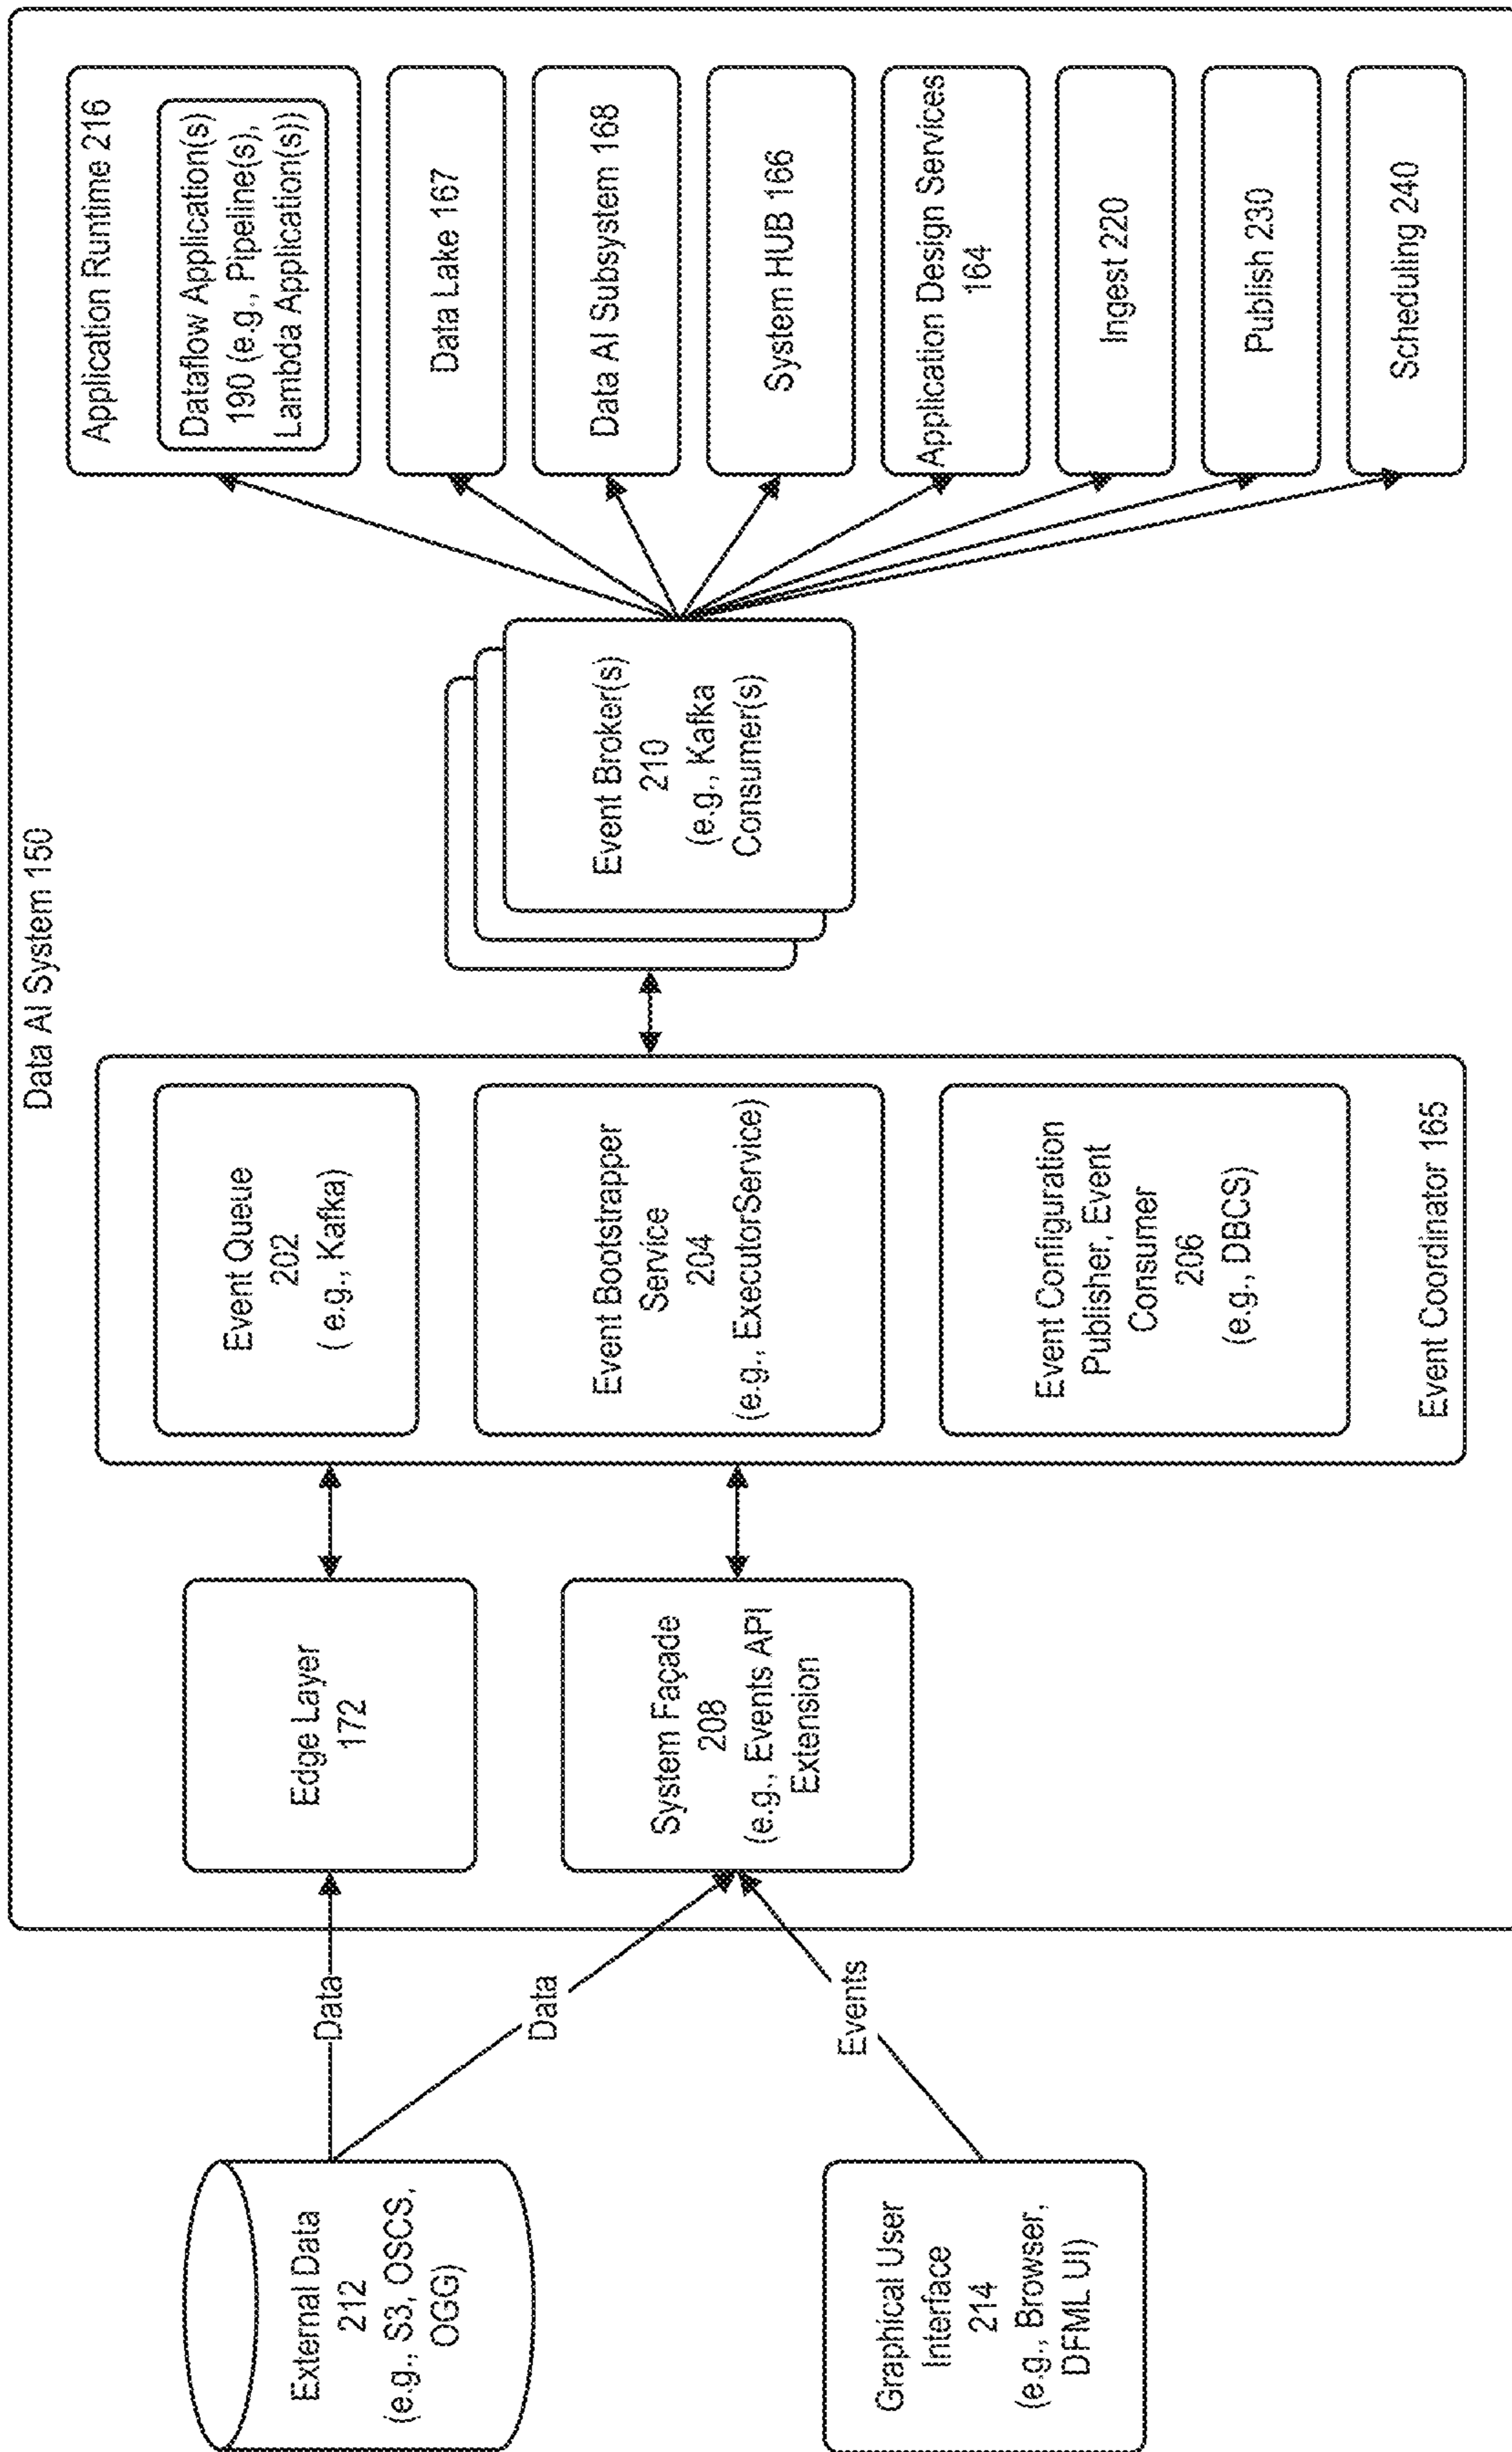 Data AI System 150
External Data
212
(e.g., S3, OSCS,
OGG)
Graphical User
Interface
214
(e.g., Browser,
DFML UI)
Data
Data
Events
Edge Layer
172
System Façade
208
(e.g., Events API
Extension
Event Queue
202
( e.g., Kafka)
Event Bootstrapper
Service
204
(e.g., ExecutorService)
Event Configuration
Publisher, Event
Consumer
206
(e.g., DBCS)
Event Coordinator 165
Event Broker(s)
210
(e.g., Kafka
Consumer(s)
Application Runtime 216
Dataflow Application(s)
190 (e.g., Pipeline(s),
Lambda Application(s))
Data Lake 167
Data AI Subsystem 168
System HUB 166
Application Design Services
164
Ingest 220
Publish 230
Scheduling 240